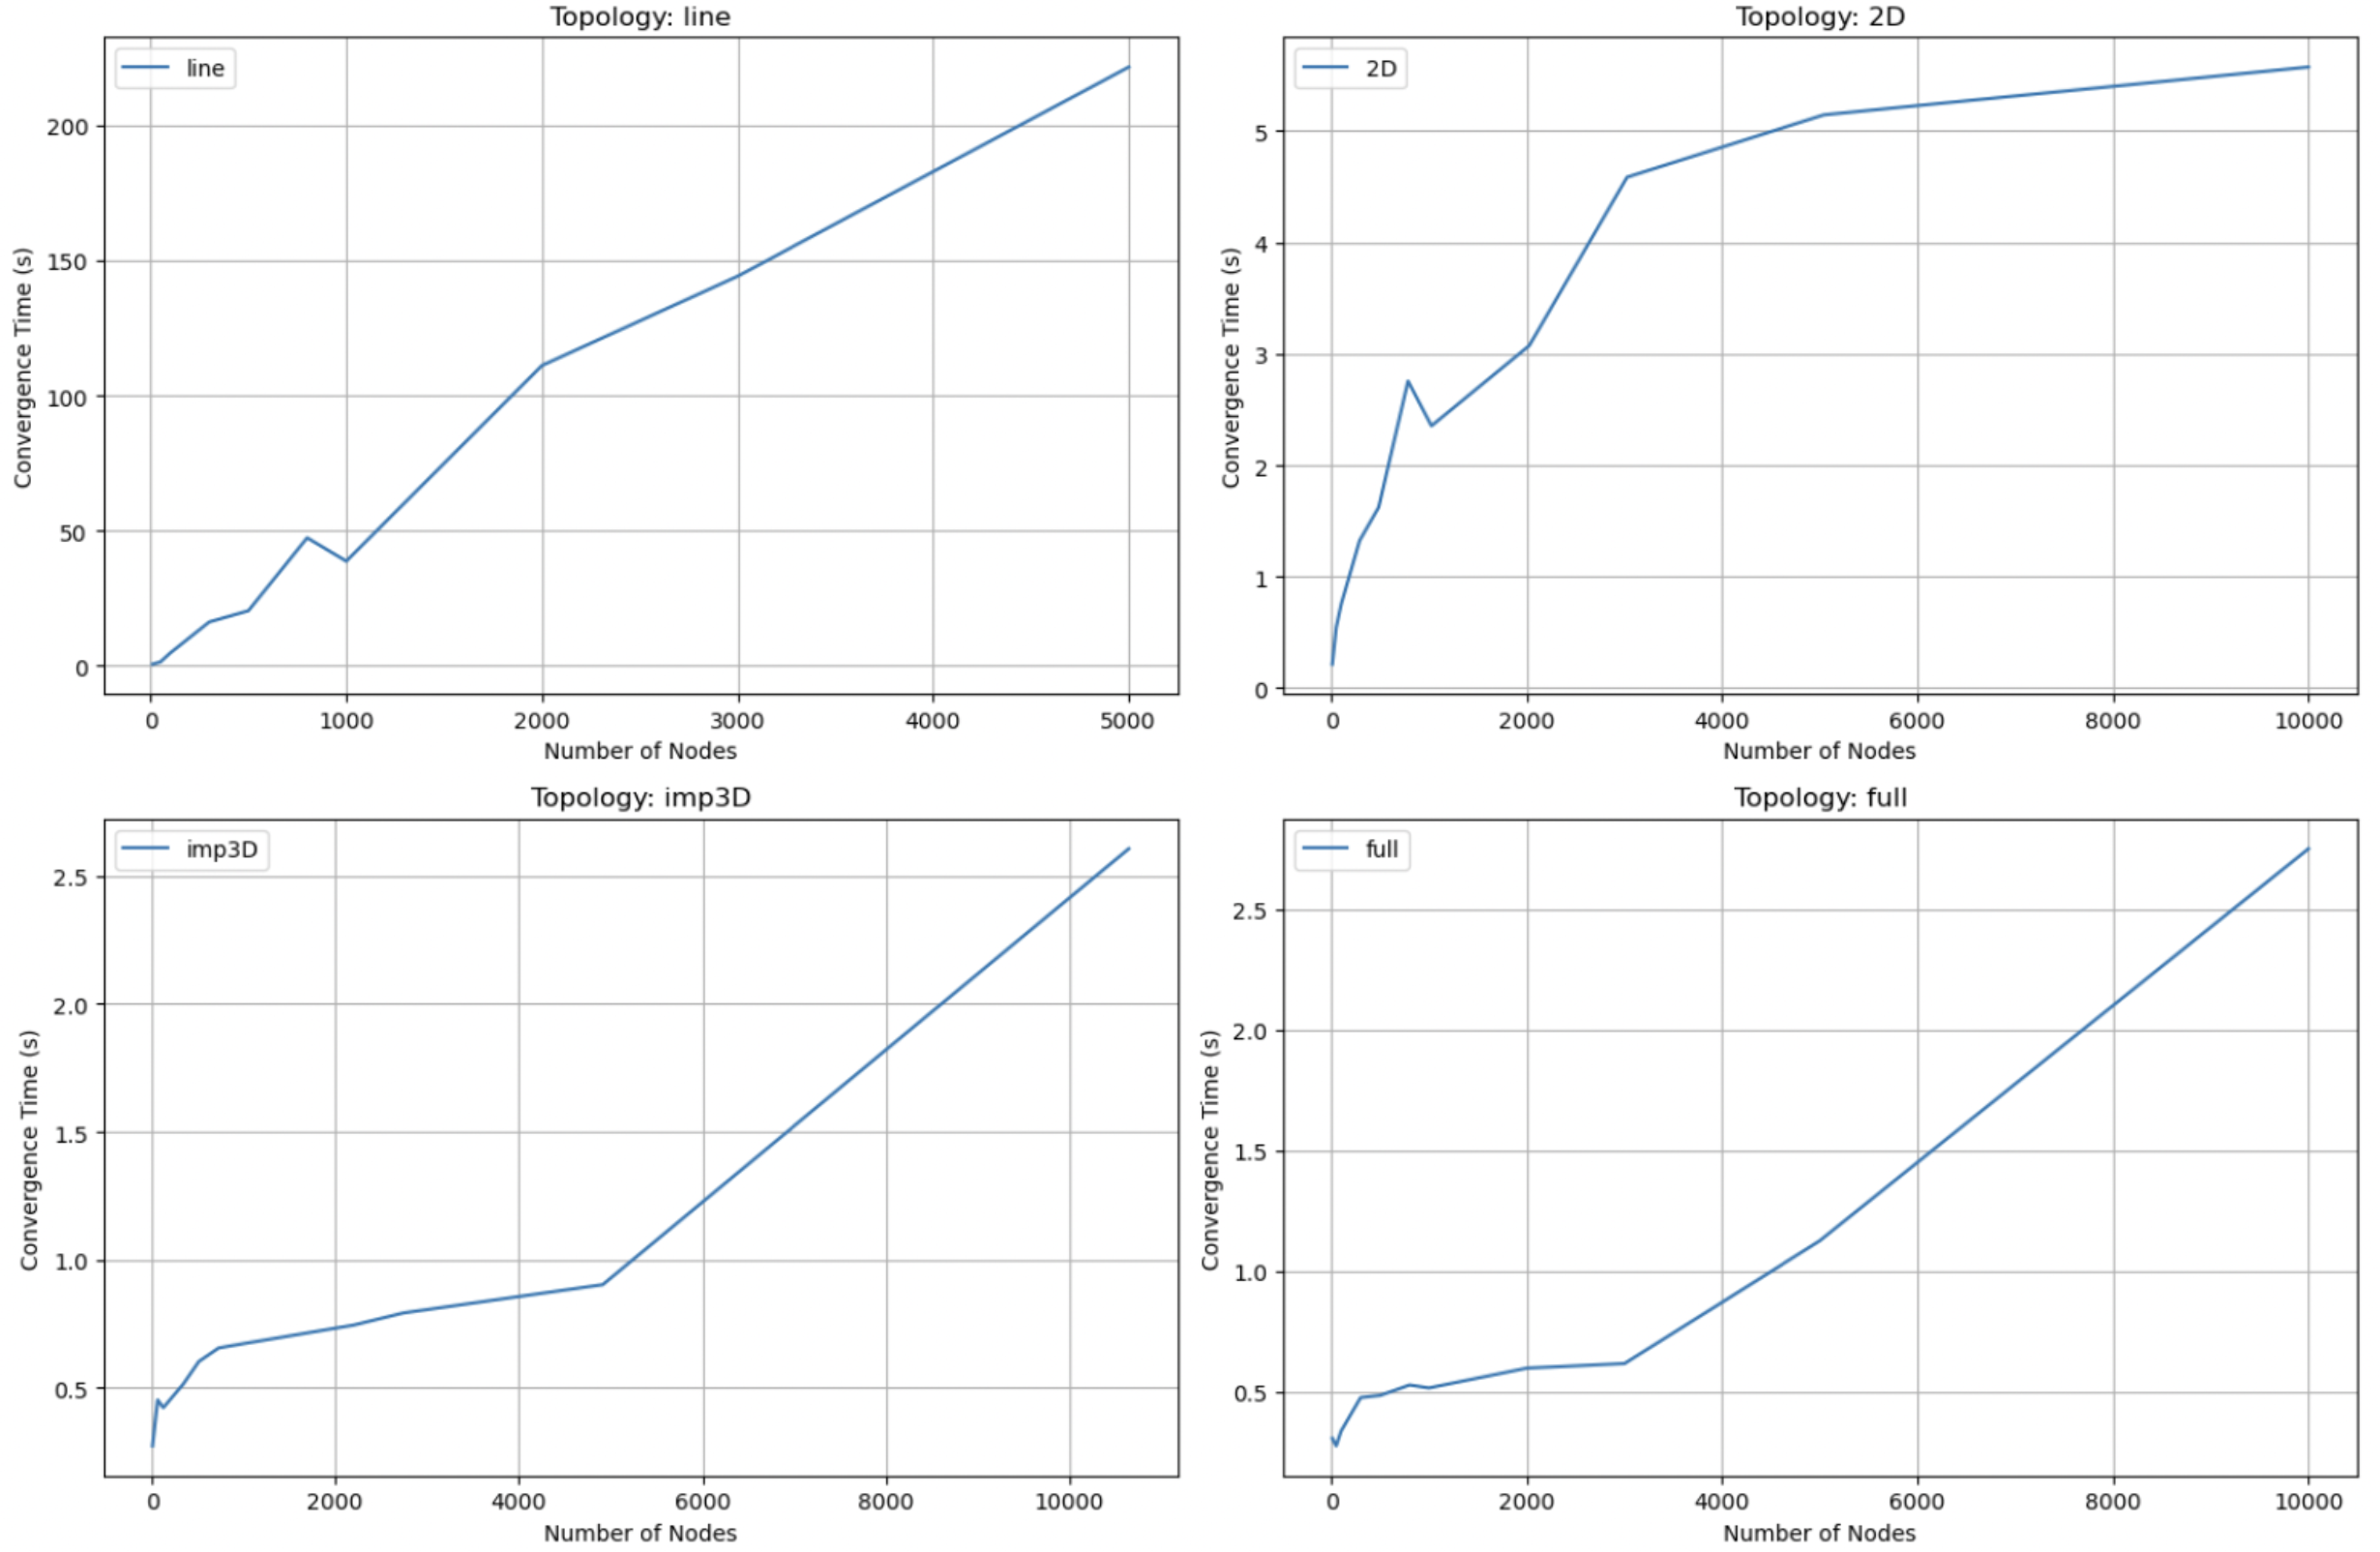 Topology: line
line
Convergence Time (s)
200
150
100
50
0
0 1000 2000 3000 4000 5000
Number of Nodes
Topology: 2D
2D
Convergence Time (s)
5
4
3
2
1
0
0 2000 4000 6000 8000 10000
Number of Nodes
Topology: imp3D
imp3D
Convergence Time (s)
2.5
2.0
1.5
1.0
0.5
0 2000 4000 6000 8000 10000
Number of Nodes
Topology: full
full
Convergence Time (s)
2.5
2.0
1.5
1.0
0.5
0 2000 4000 6000 8000 10000
Number of Nodes